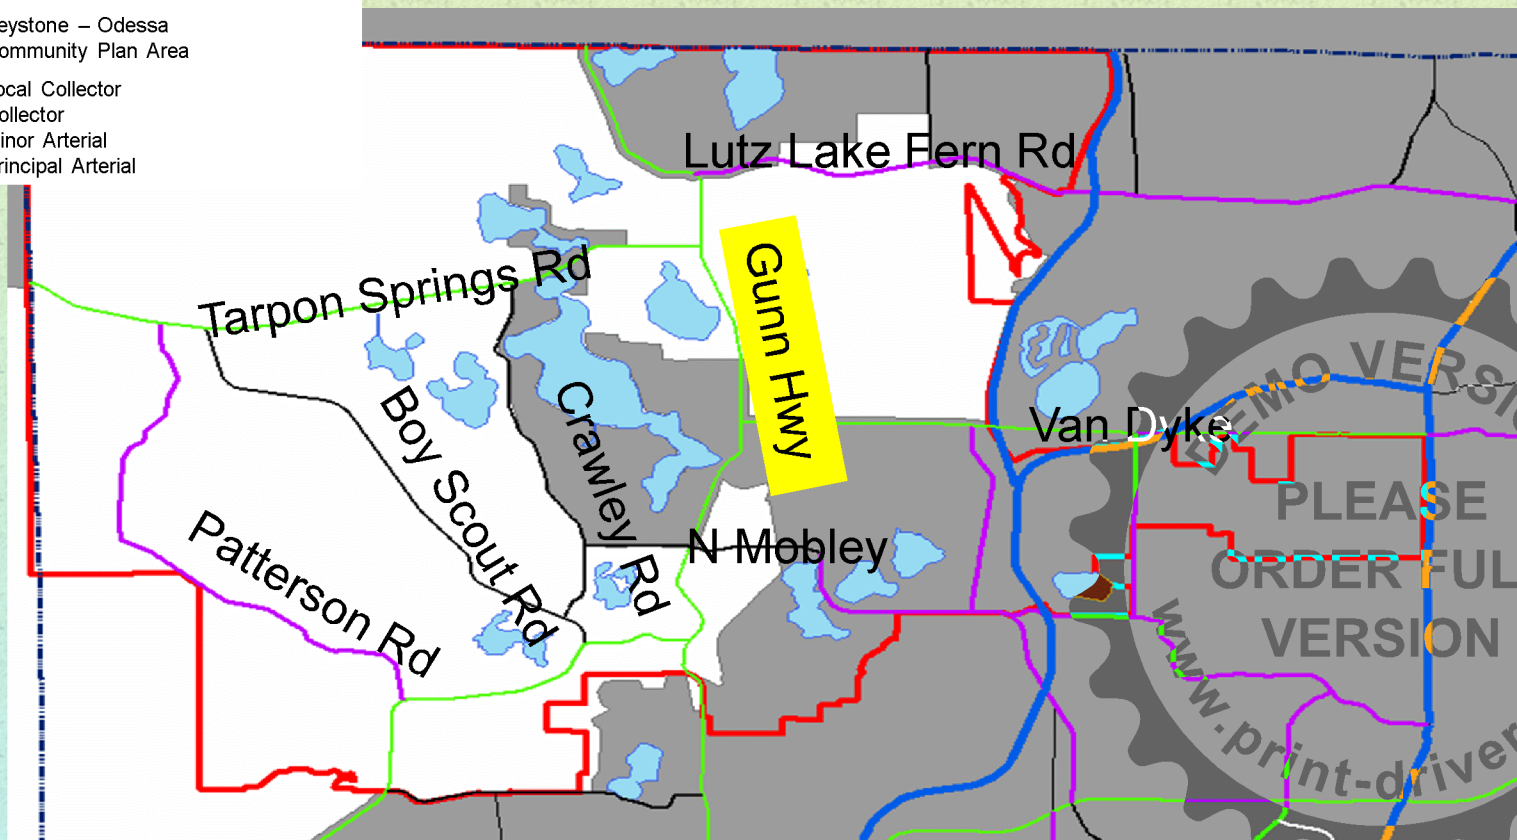 eystone – Odessa
ommunity Plan Area
ocal Collector
ollector
inor Arterial
rincipal Arterial
Lutz Lake Fern Rd
Tarpon Springs Rd
Gunn Hwy
Boy Scout Rd
Crawley Rd
Van Dyke
N Mobley
Patterson Rd
DEMO VERSI
PLEASE
ORDER FUL
VERSION
www.print-driver